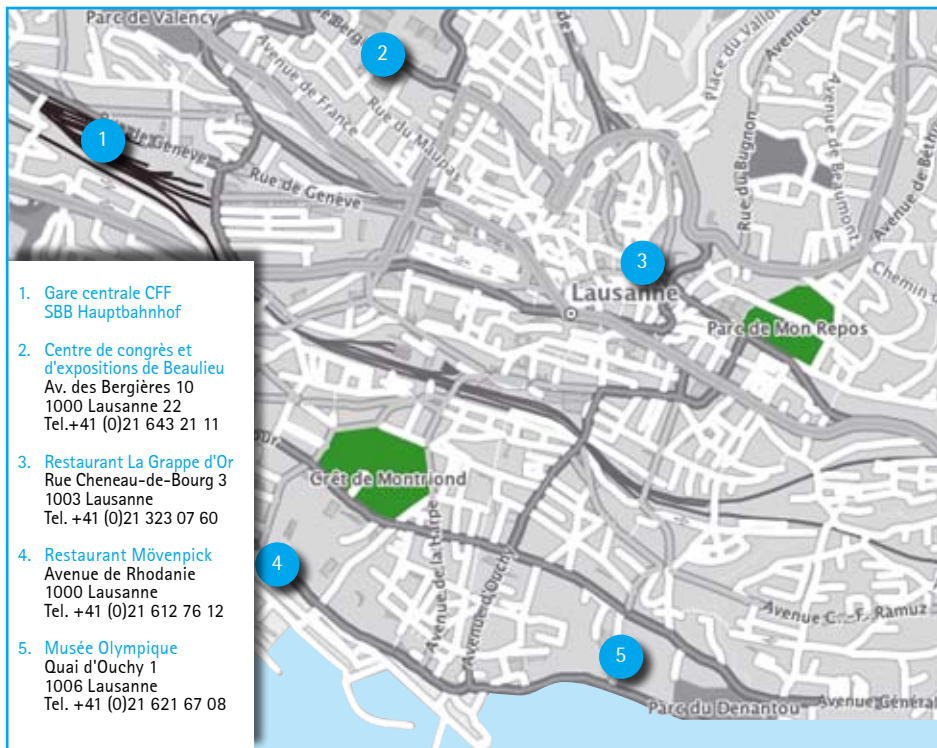 Parc de Valency
Avenue de France
Rue du Maupas
2
Place du Vallon
Avenue de Beaumont
Rue du Bugnon
1
Rue de Genève
Rue de Genève
3
Lausanne
Parc de Mon Repos
1. Gare centrale CFF
SBB Hauptbahnhof
2. Centre de congrès et
d'expositions de Beaulieu
Av. des Bergières 10
1000 Lausanne 22
Tel.+41 (0)21 643 21 11
3. Restaurant La Grappe d'Or
Rue Cheneau-de-Bourg 3
1003 Lausanne
Tel. +41 (0)21 323 07 60
4. Restaurant Mövenpick
Avenue de Rhodanie
1000 Lausanne
Tel. +41 (0)21 612 76 12
5. Musée Olympique
Quai d'Ouchy 1
1006 Lausanne
Tel. +41 (0)21 621 67 08
Crêt de Montriond
4
Avenue de la Harpe
Avenue d'Ouchy
Avenue C.-F. Ramuz
5
Parc du Denantou
Avenue Général